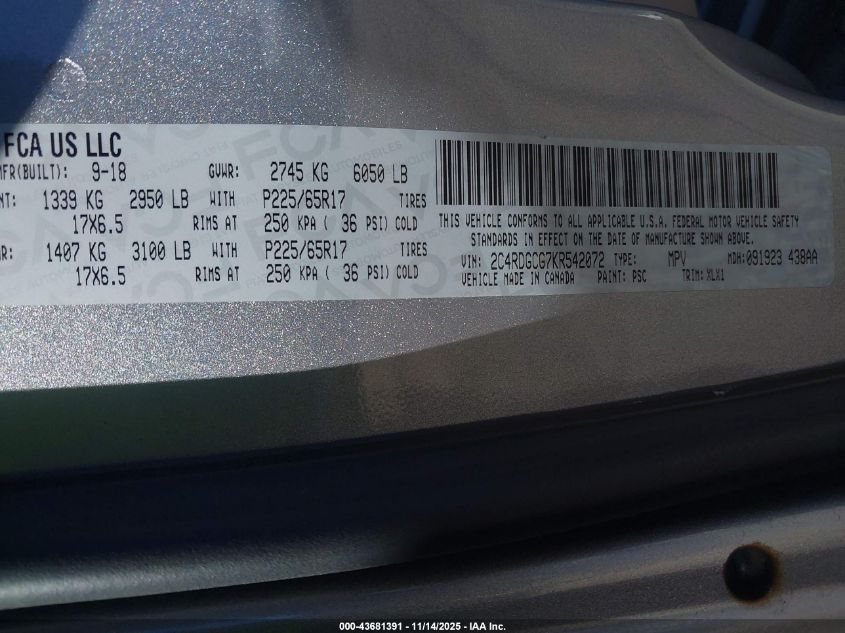 FCA US LLC
MFR(BUILT): 9-18 GVWR: 2745 KG 6050 LB
NT: 1339 KG 2950 LB WITH P225/65R17 TIRES
17X6.5 RIMS AT 250 KPA ( 36 PSI) COLD
AR: 1407 KG 3100 LB WITH P225/65R17 TIRES
17X6.5 RIMS AT 250 KPA ( 36 PSI) COLD
THIS VEHICLE CONFORMS TO ALL APPLICABLE U.S.A. FEDERAL MOTOR VEHICLE SAFETY
STANDARDS IN EFFECT ON THE DATE OF MANUFACTURE SHOWN ABOVE.
VIN: 2C4RDGCG7KR542072 TYPE: MPV MDH: 091923 438AA
VEHICLE MADE IN CANADA PAINT: PSC TRIM: XLX1
000-43681391 - 11/14/2025 - IAA Inc.